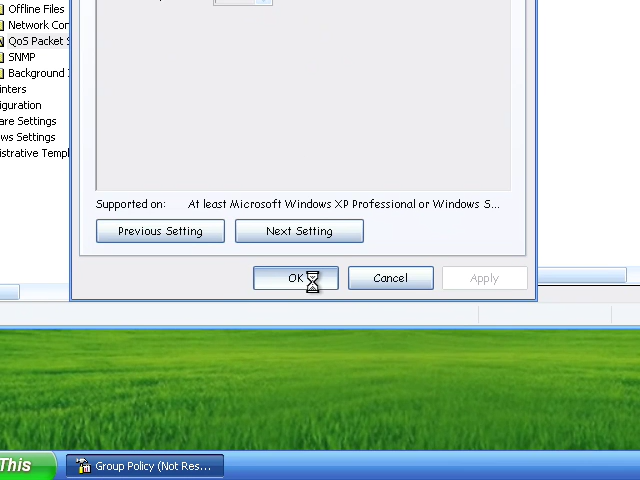 Offline Files
Network Con
QoS Packet S
SNMP
Background I
inters
iguration
are Settings
ws Settings
istrative Templ
Supported on: At least Microsoft Windows XP Professional or Windows S...
Previous Setting Next Setting
OK Cancel Apply
This Group Policy (Not Res...